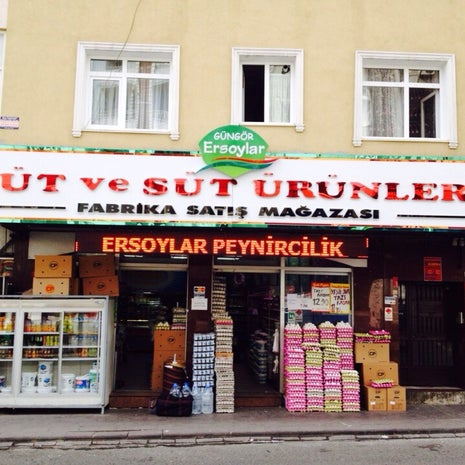 GÜNGÖR
Ersoylar
ÜT ve SÜT ÜRÜNLER
FABRİKA SATIŞ MAĞAZASI
ERSOYLAR PEYNİRCİLİK